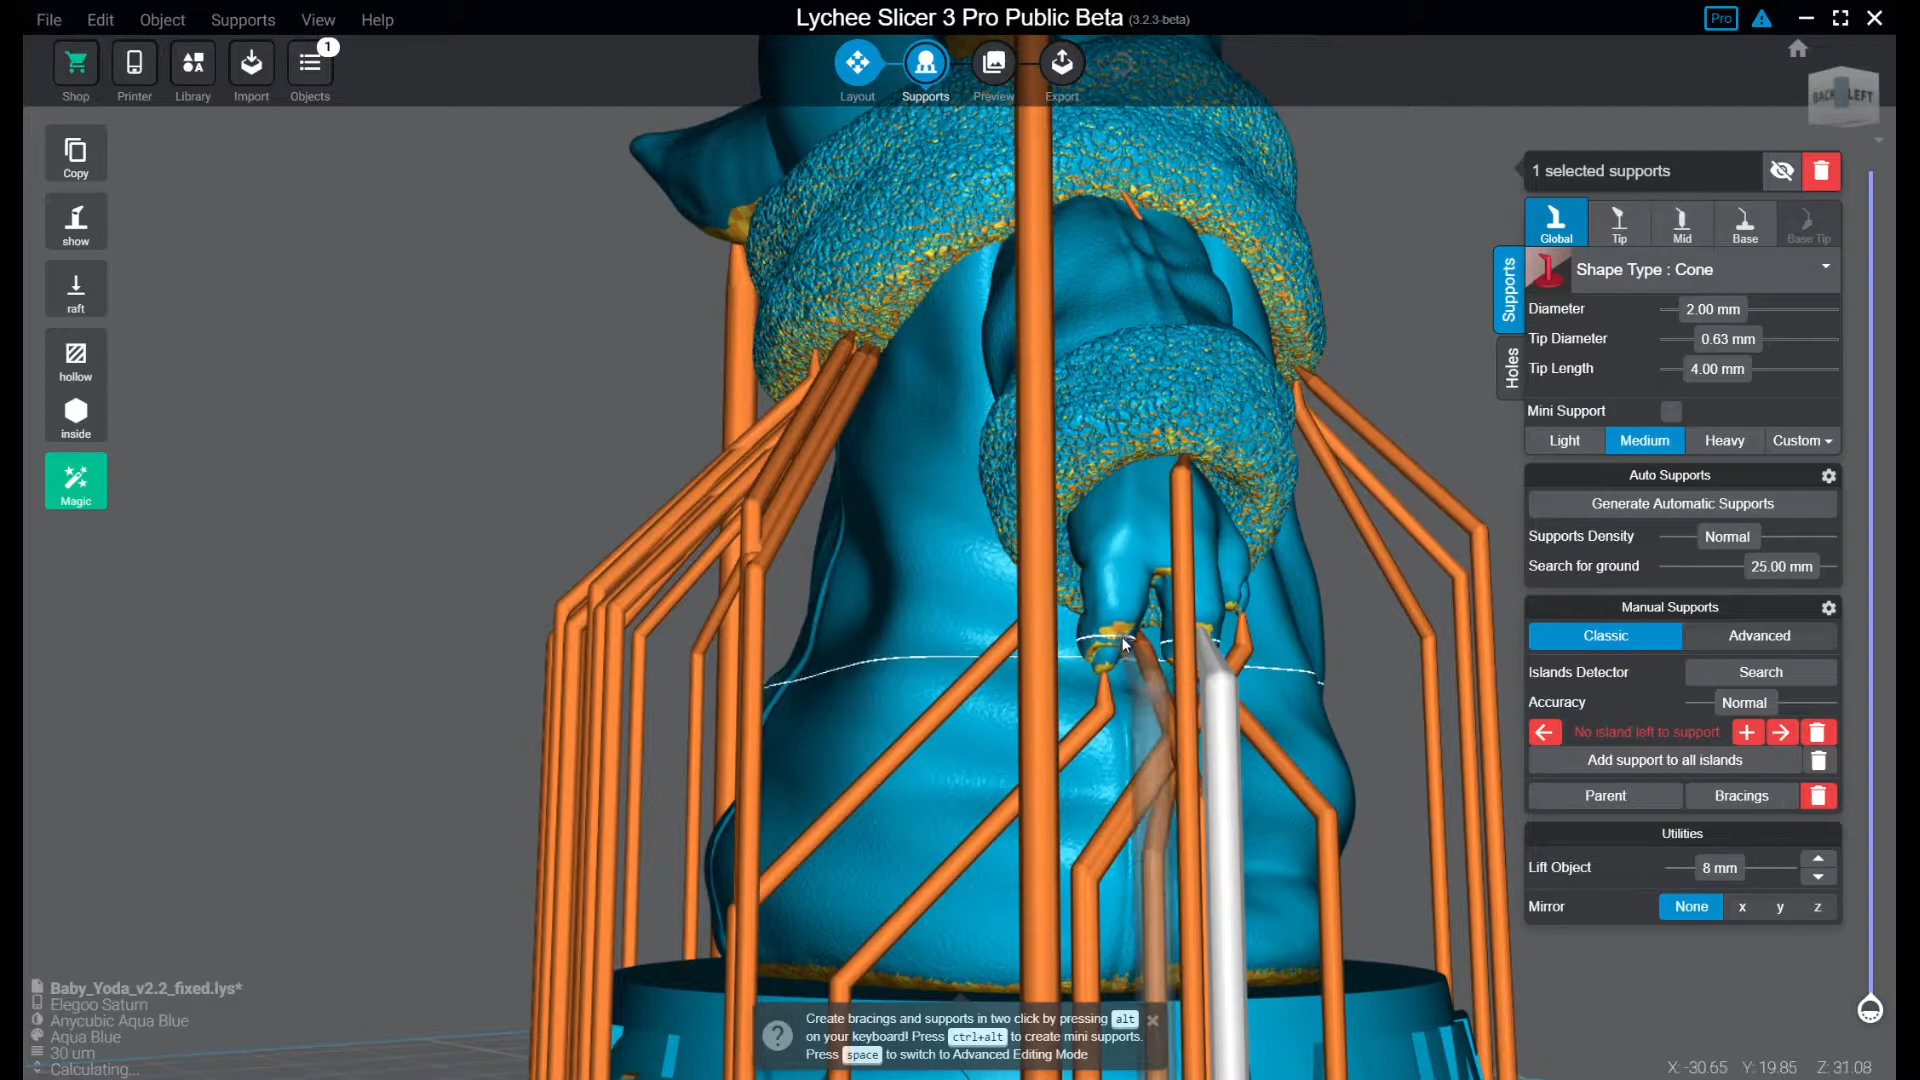 File Edit Object Supports View Help
Lychee Slicer 3 Pro Public Beta (3.2.3-beta)
Pro
1
Shop Printer Library Import Objects
Layout Supports Preview Export
BACK LEFT
Copy
show
raft
hollow
inside
Magic
1 selected supports
Global Tip Mid Base Base Tip
Supports
Holes
Shape Type : Cone
Diameter 2.00 mm
Tip Diameter 0.63 mm
Tip Length 4.00 mm
Mini Support
Light Medium Heavy Custom
Auto Supports
Generate Automatic Supports
Supports Density Normal
Search for ground 25.00 mm
Manual Supports
Classic Advanced
Islands Detector Search
Accuracy Normal
No island left to support
Add support to all islands
Parent Bracings
Utilities
Lift Object 8 mm
Mirror None x y z
Baby_Yoda_v2.2_fixed.lys*
Elegoo Saturn
Anycubic Aqua Blue
Aqua Blue
30 um
Calculating...
Create bracings and supports in two click by pressing alt
on your keyboard! Press ctrl+alt to create mini supports.
Press space to switch to Advanced Editing Mode
X: -30.65 Y: 19.85 Z: 31.08